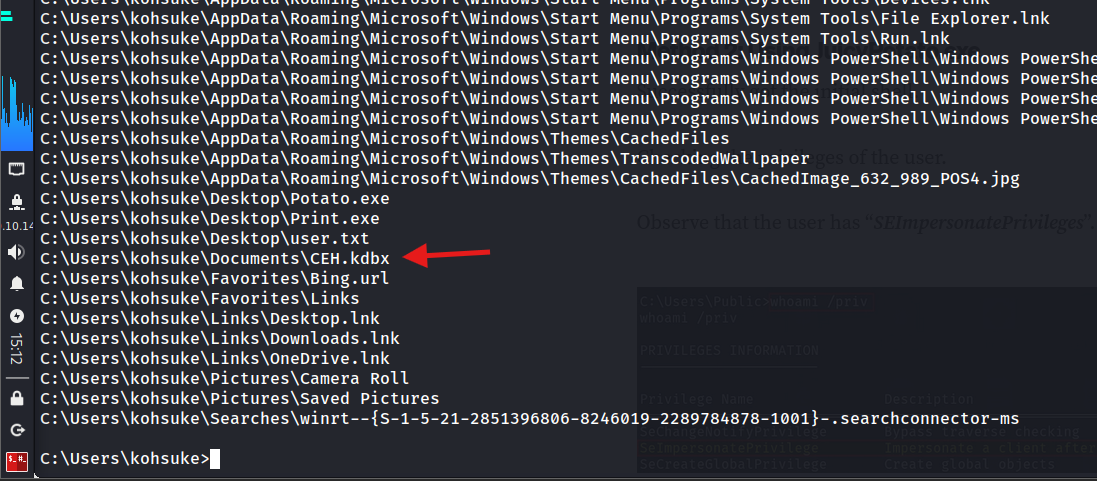 C:\Users\kohsuke\AppData\Roaming\Microsoft\Windows\Start Menu\Programs\System Tools\Devices.lnk
C:\Users\kohsuke\AppData\Roaming\Microsoft\Windows\Start Menu\Programs\System Tools\File Explorer.lnk
C:\Users\kohsuke\AppData\Roaming\Microsoft\Windows\Start Menu\Programs\System Tools\Run.lnk
C:\Users\kohsuke\AppData\Roaming\Microsoft\Windows\Start Menu\Programs\Windows PowerShell\Windows PowerShe
C:\Users\kohsuke\AppData\Roaming\Microsoft\Windows\Start Menu\Programs\Windows PowerShell\Windows PowerShe
C:\Users\kohsuke\AppData\Roaming\Microsoft\Windows\Start Menu\Programs\Windows PowerShell\Windows PowerShe
C:\Users\kohsuke\AppData\Roaming\Microsoft\Windows\Start Menu\Programs\Windows PowerShell\Windows PowerShe
C:\Users\kohsuke\AppData\Roaming\Microsoft\Windows\Themes\CachedFiles
C:\Users\kohsuke\AppData\Roaming\Microsoft\Windows\Themes\TranscodedWallpaper
C:\Users\kohsuke\AppData\Roaming\Microsoft\Windows\Themes\CachedFiles\CachedImage_632_989_POS4.jpg
C:\Users\kohsuke\Desktop\Potato.exe
C:\Users\kohsuke\Desktop\Print.exe
C:\Users\kohsuke\Desktop\user.txt
C:\Users\kohsuke\Documents\CEH.kdbx
C:\Users\kohsuke\Favorites\Bing.url
C:\Users\kohsuke\Favorites\Links
C:\Users\kohsuke\Links\Desktop.lnk
C:\Users\kohsuke\Links\Downloads.lnk
C:\Users\kohsuke\Links\OneDrive.lnk
C:\Users\kohsuke\Pictures\Camera Roll
C:\Users\kohsuke\Pictures\Saved Pictures
C:\Users\kohsuke\Searches\winrt--{S-1-5-21-2851396806-8246019-2289784878-1001}-.searchconnector-ms
C:\Users\kohsuke>
.10.14
15:12
ileges of the user.
Observe that the user has “SEImpersonatePrivileges”.
C:\Users\Public>whoami /priv
whoami /priv
PRIVILEGES INFORMATION
Privilege Name Description
SeChangeNotifyPrivilege Bypass traverse checking
SeImpersonatePrivilege Impersonate a client after
SeCreateGlobalPrivilege Create global objects